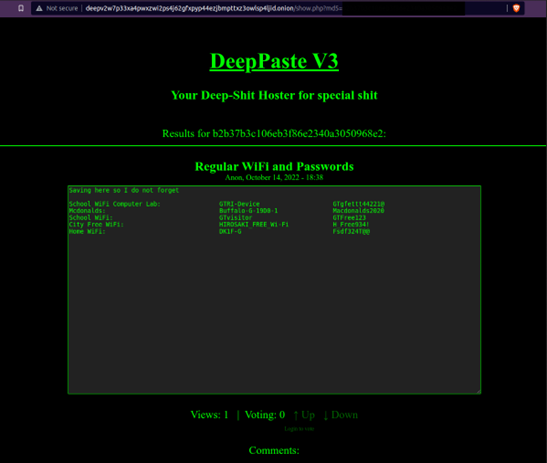 Not secure deepv2w7p33xa4pwxzwi2ps4j62gfxpyp44ezjbmpttxz3owlsp4ljid.onion/show.php?md5=
DeepPaste V3
Your Deep-Shit Hoster for special shit
Results for b2b37b3c106eb3f86e2340a3050968e2:
Regular WiFi and Passwords
Anon, October 14, 2022 - 18:38
Saving here so I do not forget
School WiFi Computer Lab: GTRI-Device GTgfettt44221@
Mcdonalds: Buffalo-G-19D0-1 Macdonalds2020
School WiFi: GTvisitor GTFree123
City Free WiFi: HIROSAKI_FREE_Wi-Fi H_Free934!
Home WiFi: DK1F-G Fsdf324T@@
Views: 1 | Voting: 0 ↑ Up ↓ Down
Login to vote
Comments: